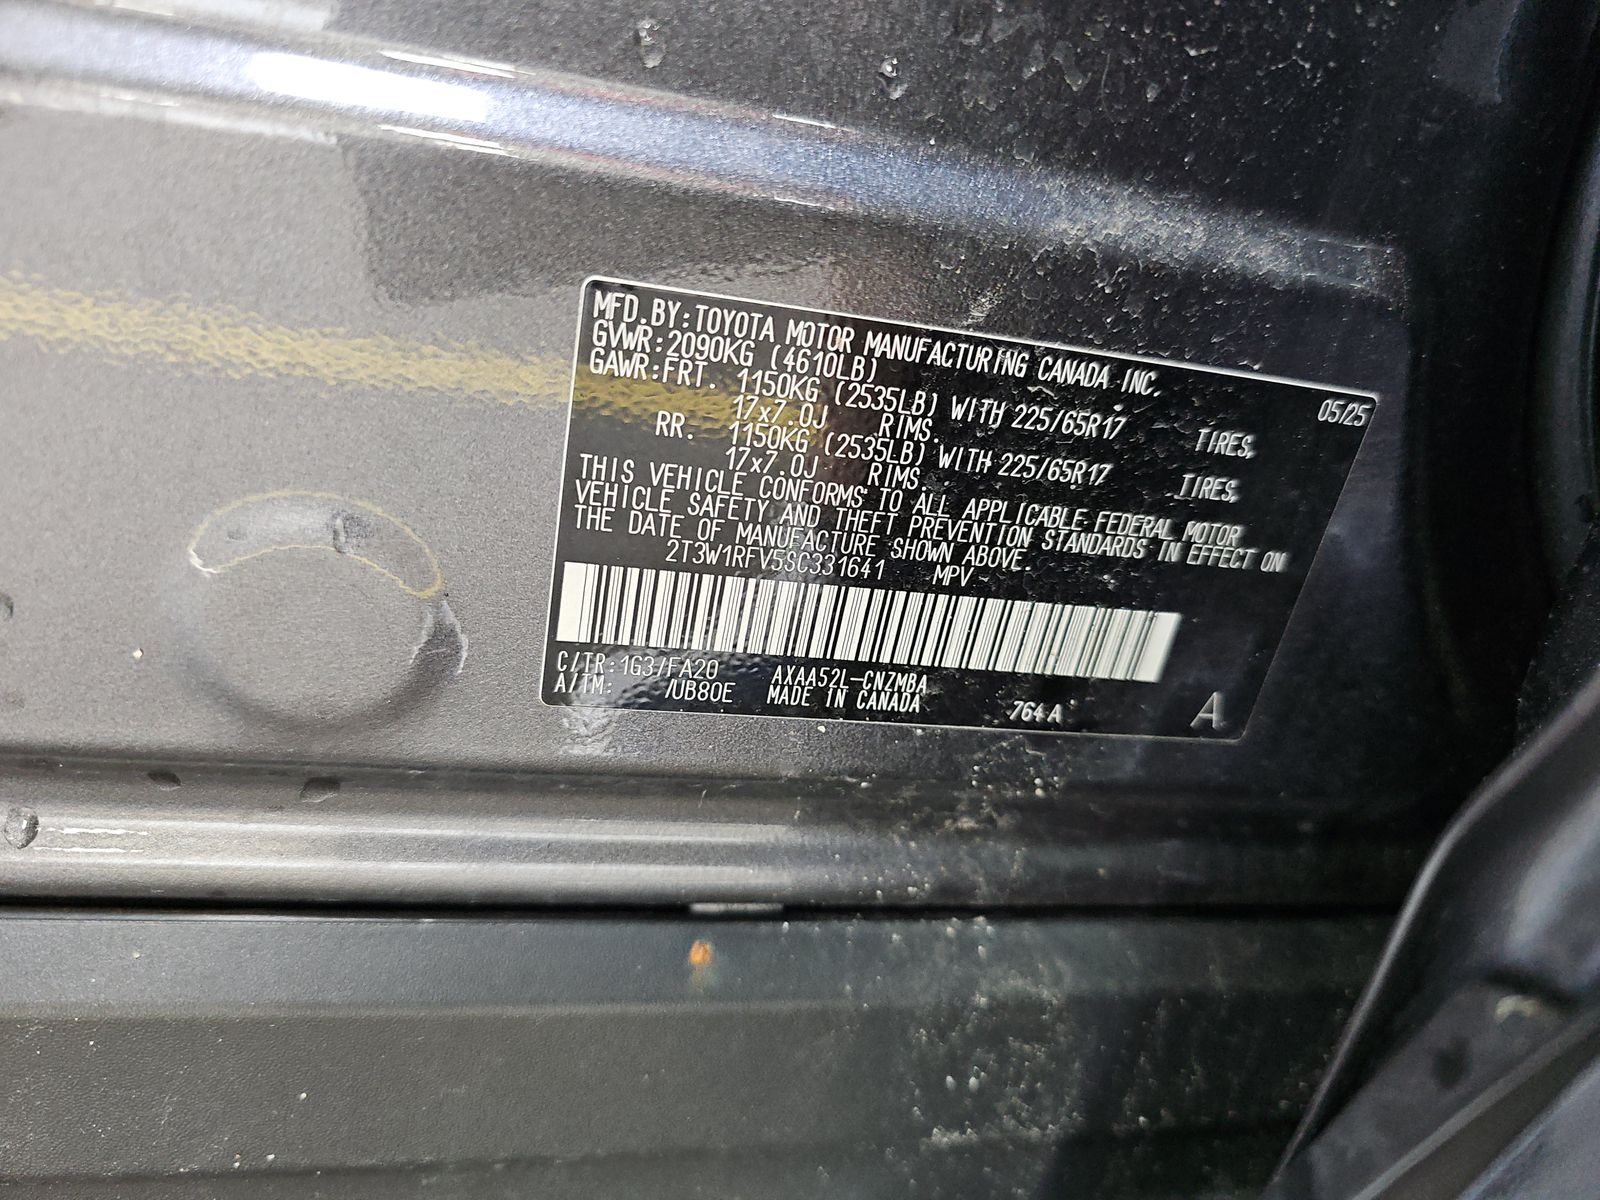 MFD. BY: TOYOTA MOTOR MANUFACTURING CANADA INC.
GVWR: 2090KG (4610LB) 05/25
GAWR: FRT. 1150KG (2535LB) WITH 225/65R17 TIRES,
17x7.0J RIMS.
RR. 1150KG (2535LB) WITH 225/65R17 TIRES,
17x7.0J RIMS.
THIS VEHICLE CONFORMS TO ALL APPLICABLE FEDERAL MOTOR
VEHICLE SAFETY AND THEFT PREVENTION STANDARDS IN EFFECT ON
THE DATE OF MANUFACTURE SHOWN ABOVE.
2T3W1RFV5SC331641 MPV
C/TR: 1G3/FA20 AXAA52L-CNZMBA
A/TM: /UB80E MADE IN CANADA 764A A